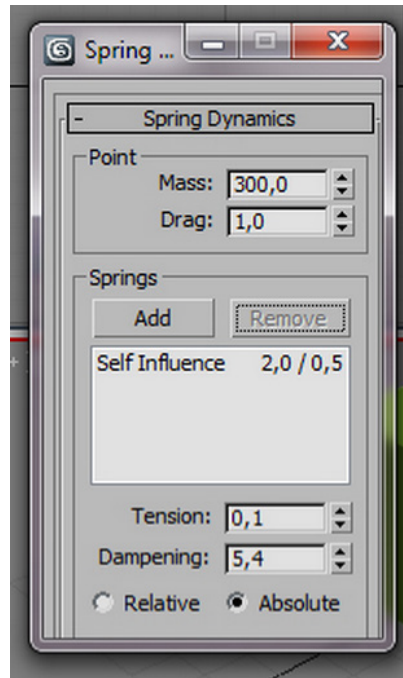 Spring ...
- Spring Dynamics
Point
Mass: 300,0
Drag: 1,0
Springs
Add Remove
Self Influence 2,0 / 0,5
Tension: 0,1
Dampening: 5,4
Relative Absolute